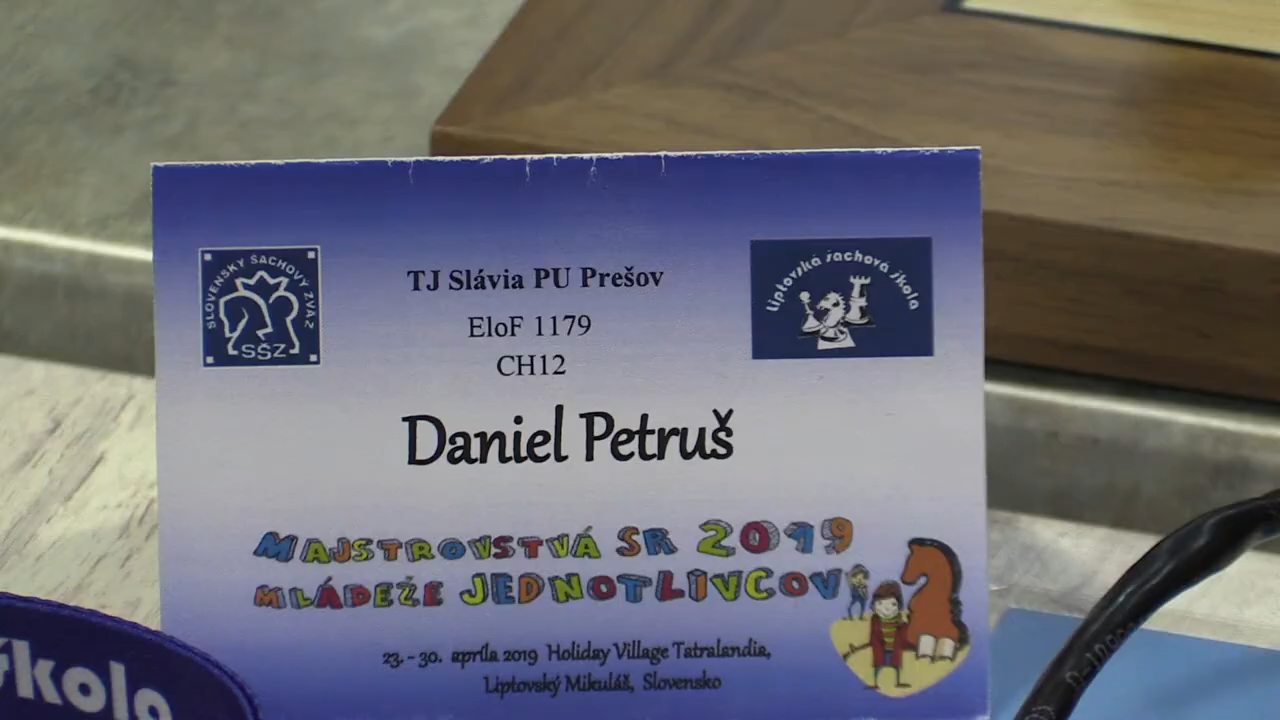 SLOVENSKÝ ŠACHOVÝ ZVÄZ
SŠZ
TJ Slávia PU Prešov
EloF 1179
CH12
Liptovská šachová škola
Daniel Petruš
MAJSTROVSTVÁ SR 2019
MLÁDEŽE JEDNOTLIVCOV
23. - 30. apríla 2019 Holiday Village Tatralandia,
Liptovský Mikuláš, Slovensko
škola